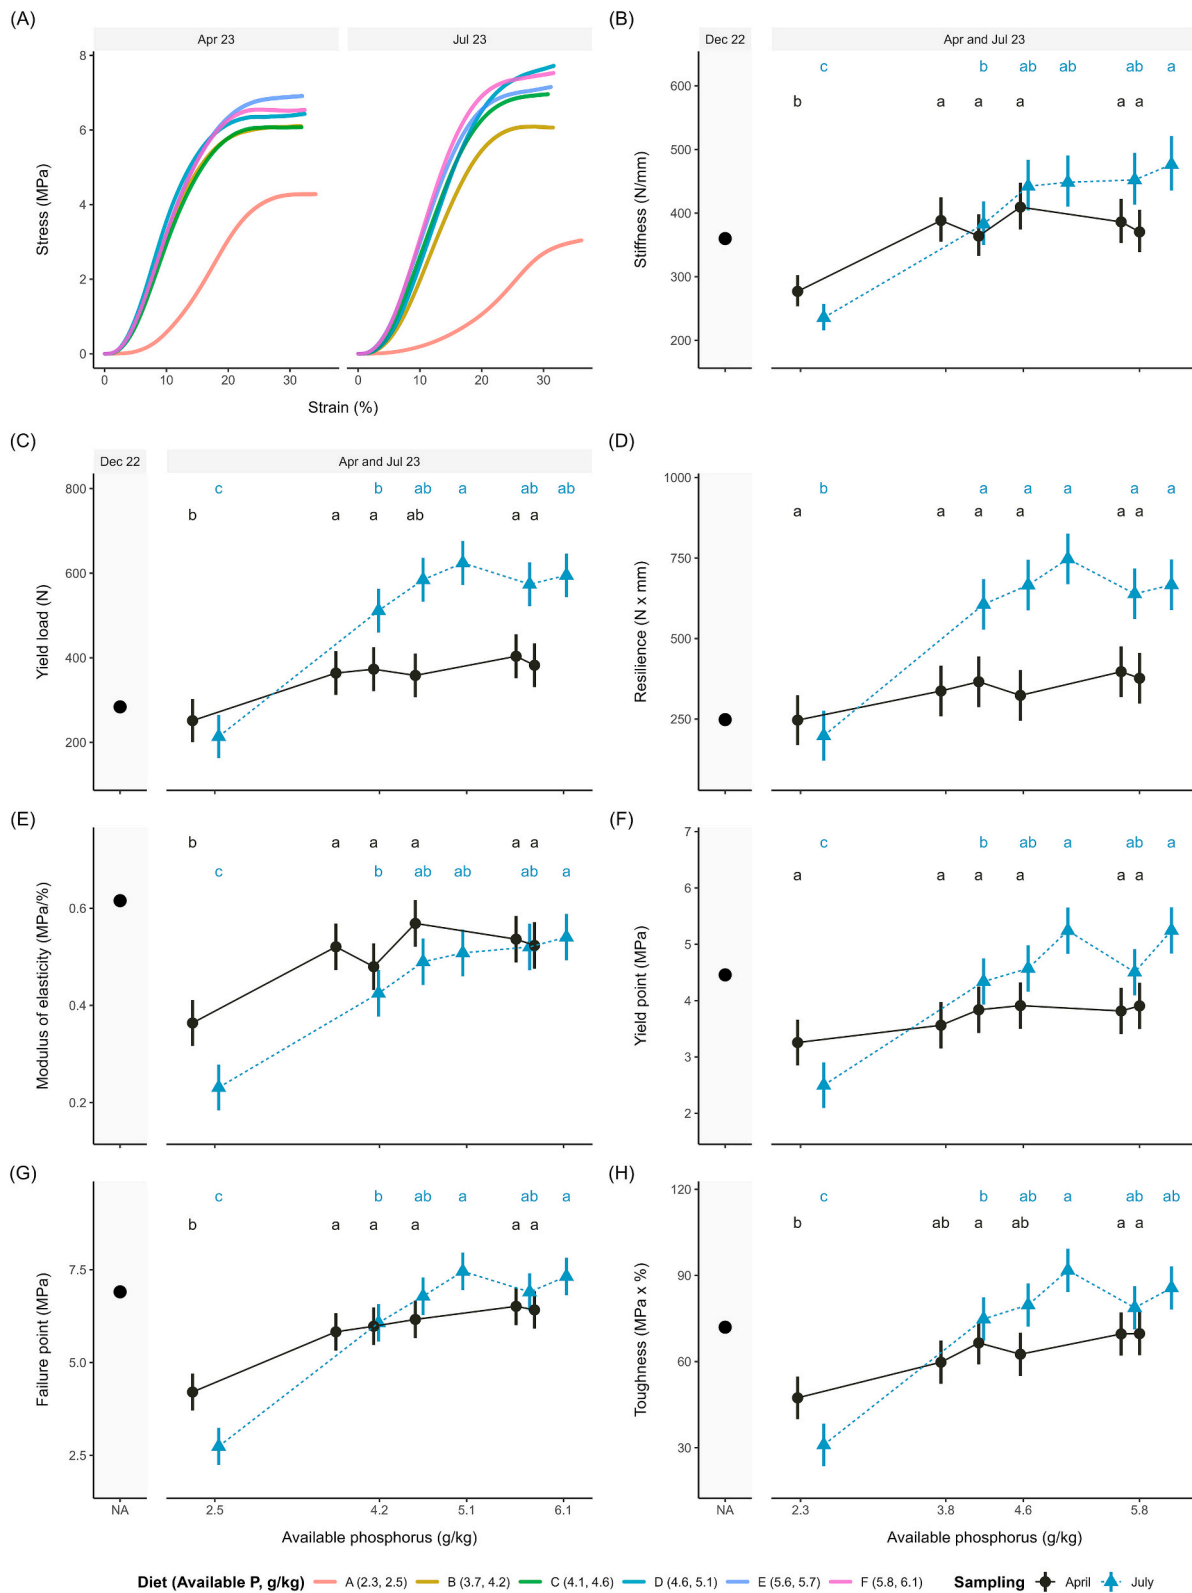 (A)
Apr 23
Jul 23
Stress (MPa)
8
6
4
2
0
0 10 20 30
0 10 20 30
Strain (%)
(B)
Dec 22
Apr and Jul 23
Stiffness (N/mm)
600
500
400
300
200
c b ab ab ab a
b a a a a a
(C)
Dec 22
Apr and Jul 23
Yield load (N)
800
600
400
200
c b ab a ab ab
b a a ab a a
(D)
Resilience (N x mm)
1000
750
500
250
b a a a a a
a a a a a a
(E)
Modulus of elasticity (MPa/%)
0.6
0.4
0.2
b a a a a a
c b ab ab ab a
(F)
Yield point (MPa)
7
6
5
4
3
2
c b ab a ab a
a a a a a a
(G)
Failure point (MPa)
7.5
5.0
2.5
c b ab a ab a
b a a a a a
NA
2.5 4.2 5.1 6.1
Available phosphorus (g/kg)
(H)
Toughness (MPa x %)
120
90
60
30
c b ab a ab ab
b ab a ab a a
NA
2.3 3.8 4.6 5.8
Available phosphorus (g/kg)
Diet (Available P, g/kg) A (2.3, 2.5) B (3.7, 4.2) C (4.1, 4.6) D (4.6, 5.1) E (5.6, 5.7) F (5.8, 6.1) Sampling April July